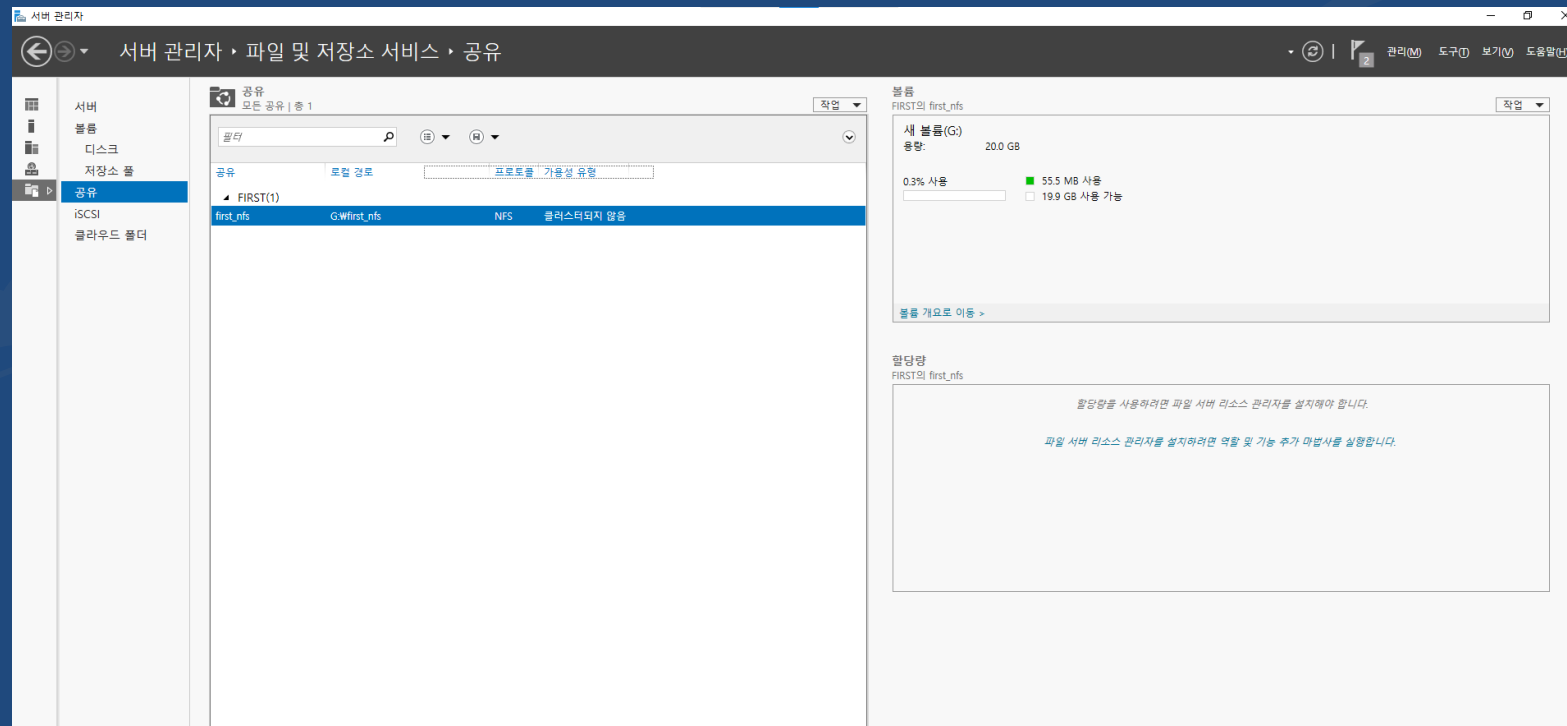 서버 관리자
서버 관리자 ‣ 파일 및 저장소 서비스 ‣ 공유
2
관리(M) 도구(T) 보기(V) 도움말(H
서버
볼륨
디스크
저장소 풀
공유
iSCSI
클라우드 폴더
공유
모든 공유 | 총 1
작업
필터
공유 로컬 경로 프로토콜 가용성 유형
FIRST(1)
first_nfs G:₩first_nfs NFS 클러스터되지 않음
볼륨
FIRST의 first_nfs
작업
새 볼륨(G:)
용량: 20.0 GB
0.3% 사용 55.5 MB 사용
19.9 GB 사용 가능
볼륨 개요로 이동 >
할당량
FIRST의 first_nfs
할당량을 사용하려면 파일 서버 리소스 관리자를 설치해야 합니다.
파일 서버 리소스 관리자를 설치하려면 역할 및 기능 추가 마법사를 실행합니다.